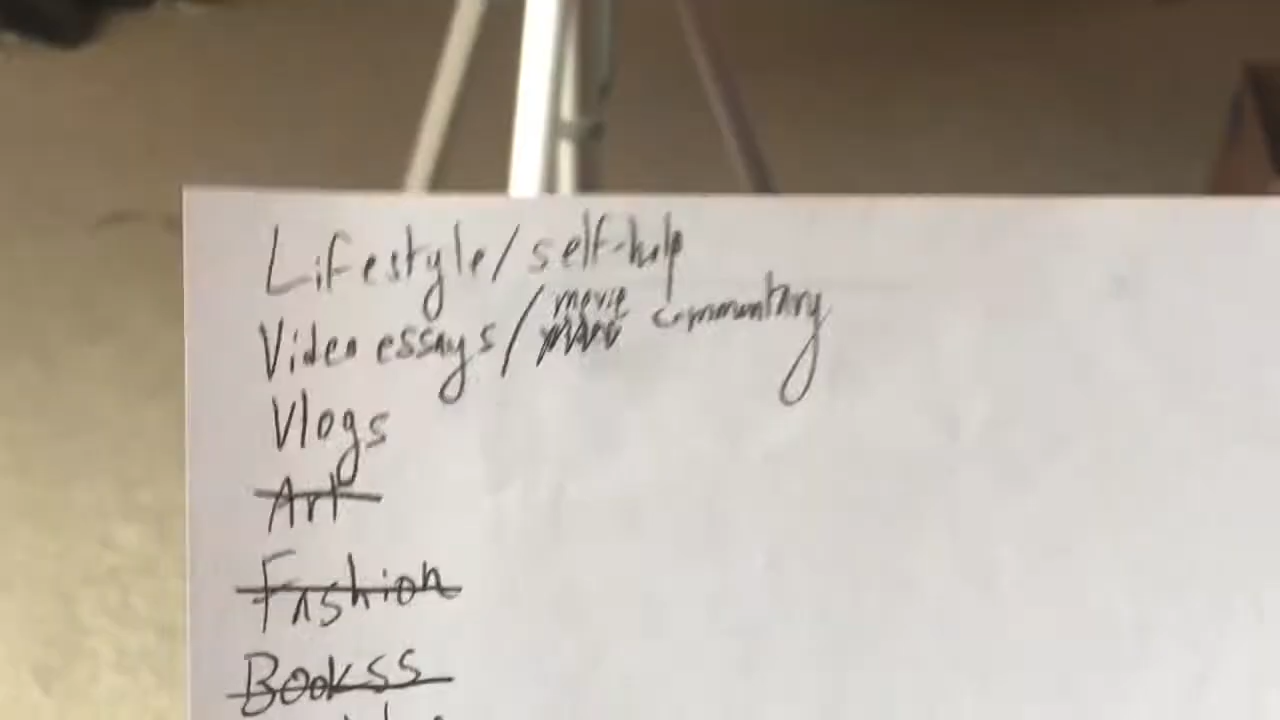 Lifestyle/self-help
Video essays/movie commentary
Vlogs
Art
Fashion
Bookss